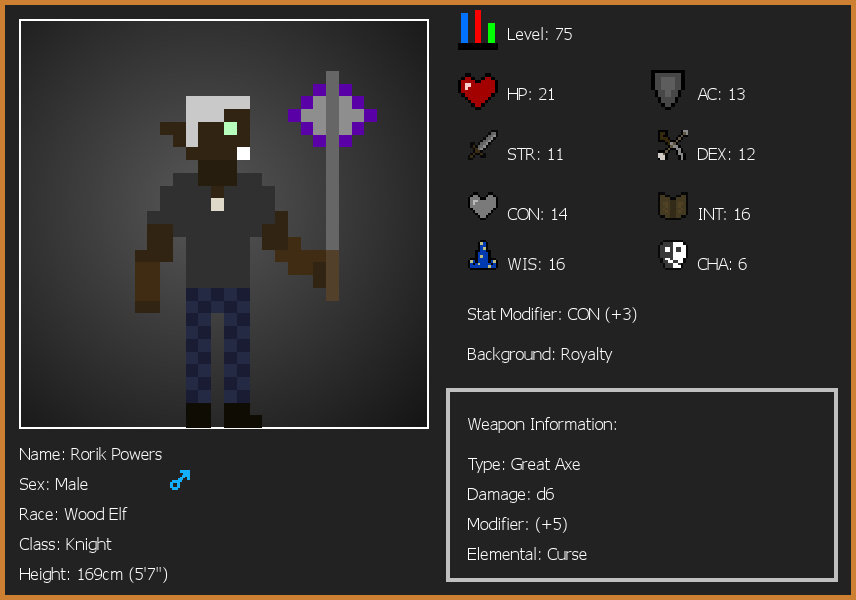 Level: 75
HP: 21
AC: 13
STR: 11
DEX: 12
CON: 14
INT: 16
WIS: 16
CHA: 6
Stat Modifier: CON (+3)
Background: Royalty
Weapon Information:
Type: Great Axe
Damage: d6
Modifier: (+5)
Elemental: Curse
Name: Rorik Powers
Sex: Male
Race: Wood Elf
Class: Knight
Height: 169cm (5'7")